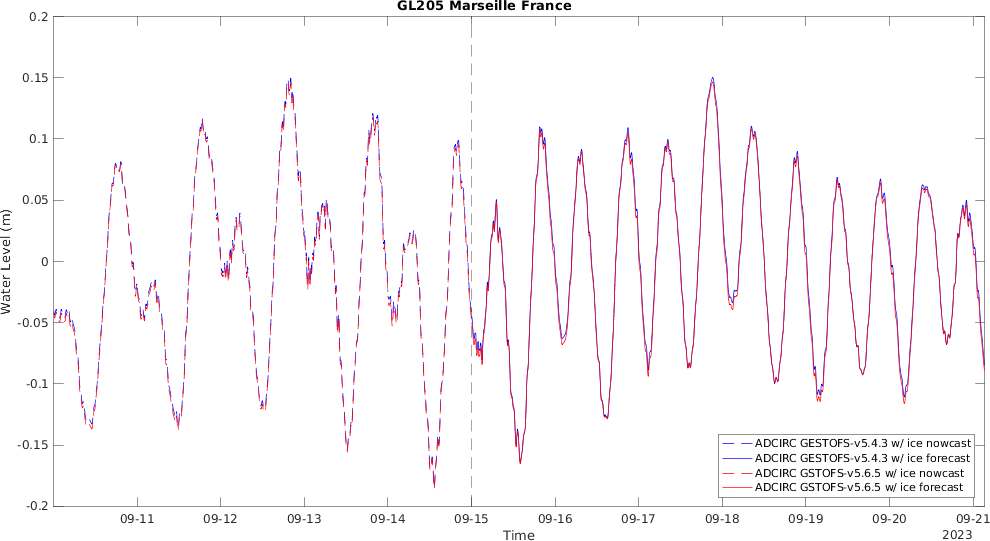 GL205 Marseille France
0.2
0.15
0.1
0.05
0
-0.05
-0.1
-0.15
-0.2
Water Level (m)
ADCIRC GESTOFS-v5.4.3 w/ ice nowcast
ADCIRC GESTOFS-v5.4.3 w/ ice forecast
ADCIRC GSTOFS-v5.6.5 w/ ice nowcast
ADCIRC GSTOFS-v5.6.5 w/ ice forecast
09-11 09-12 09-13 09-14 09-15 09-16 09-17 09-18 09-19 09-20 09-21
Time
2023